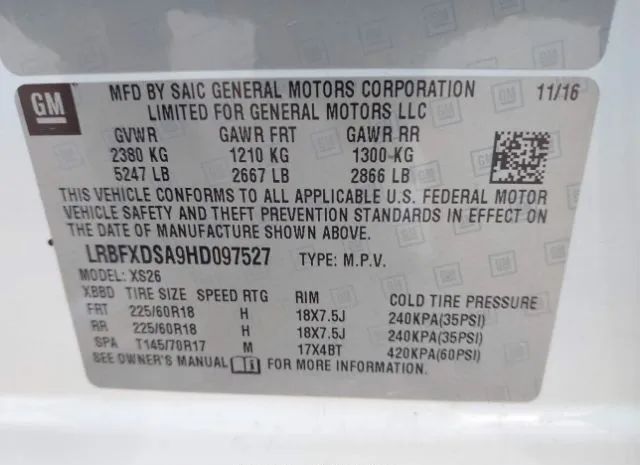 GM
MFD BY SAIC GENERAL MOTORS CORPORATION 11/16
LIMITED FOR GENERAL MOTORS LLC
GVWR GAWR FRT GAWR RR
2380 KG 1210 KG 1300 KG
5247 LB 2667 LB 2866 LB
THIS VEHICLE CONFORMS TO ALL APPLICABLE U.S. FEDERAL MOTOR
VEHICLE SAFETY AND THEFT PREVENTION STANDARDS IN EFFECT ON
THE DATE OF MANUFACTURE SHOWN ABOVE.
LRBFXDSA9HD097527 TYPE: M.P.V.
MODEL: XS26
XBBD TIRE SIZE SPEED RTG RIM COLD TIRE PRESSURE
FRT 225/60R18 H 18X7.5J 240KPA(35PSI)
RR 225/60R18 H 18X7.5J 240KPA(35PSI)
SPA T145/70R17 M 17X4BT 420KPA(60PSI)
SEE OWNER'S MANUAL FOR MORE INFORMATION.